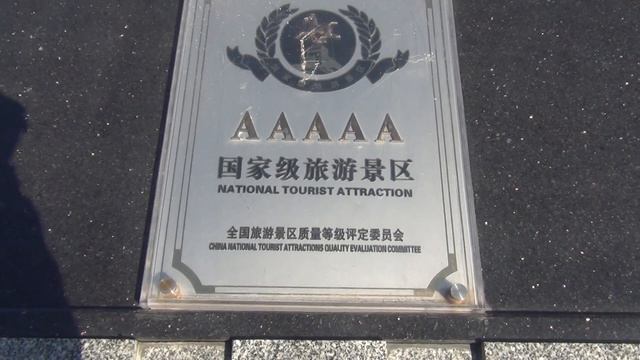 AAAAA
国家级旅游景区
NATIONAL TOURIST ATTRACTION
全国旅游景区质量等级评定委员会
CHINA NATIONAL TOURIST ATTRACTIONS QUALITY EVALUATION COMMITTEE